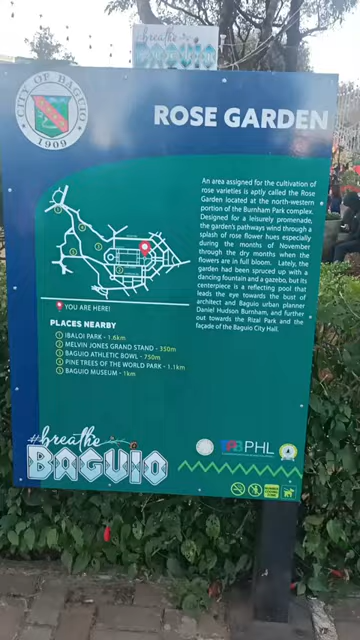 #breathe
BAGUIO
CITY OF BAGUIO
1909
ROSE GARDEN
An area assigned for the cultivation of
rose varieties is aptly called the Rose
Garden located at the north-western
portion of the Burnham Park complex.
Designed for a leisurely promenade,
the garden's pathways wind through a
splash of rose flower hues especially
during the months of November
through the dry months when the
flowers are in full bloom. Lately, the
garden had been spruced up with a
dancing fountain and a gazebo, but its
centerpiece is a reflecting pool that
leads the eye towards the bust of
architect and Baguio urban planner
Daniel Hudson Burnham, and further
out towards the Rizal Park and the
façade of the Baguio City Hall.
YOU ARE HERE!
PLACES NEARBY
1 IBALOI PARK - 1.6km
2 MELVIN JONES GRAND STAND - 350m
3 BAGUIO ATHLETIC BOWL - 750m
4 PINE TREES OF THE WORLD PARK - 1.1km
5 BAGUIO MUSEUM - 1km
#breathe
BAGUIO
PHL